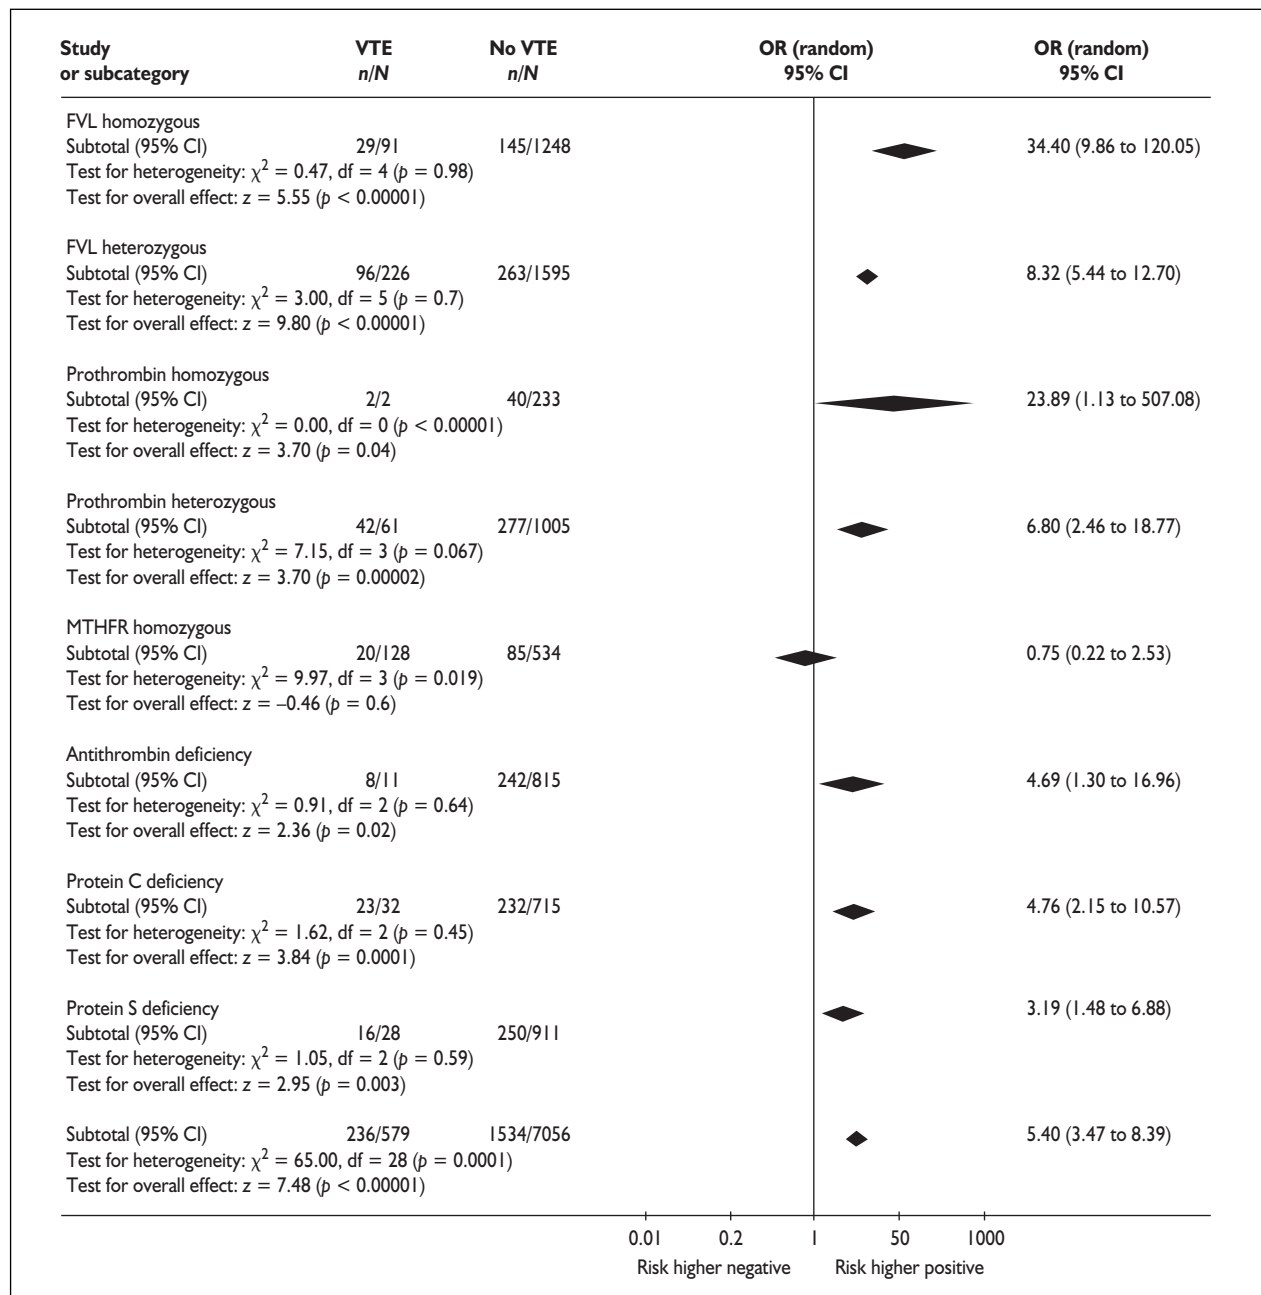 Study VTE No VTE OR (random) OR (random)
or subcategory n/N n/N 95% CI 95% CI
FVL homozygous
Subtotal (95% CI) 29/91 145/1248 34.40 (9.86 to 120.05)
Test for heterogeneity: χ² = 0.47, df = 4 (p = 0.98)
Test for overall effect: z = 5.55 (p < 0.00001)
FVL heterozygous
Subtotal (95% CI) 96/226 263/1595 8.32 (5.44 to 12.70)
Test for heterogeneity: χ² = 3.00, df = 5 (p = 0.7)
Test for overall effect: z = 9.80 (p < 0.00001)
Prothrombin homozygous
Subtotal (95% CI) 2/2 40/233 23.89 (1.13 to 507.08)
Test for heterogeneity: χ² = 0.00, df = 0 (p < 0.00001)
Test for overall effect: z = 3.70 (p = 0.04)
Prothrombin heterozygous
Subtotal (95% CI) 42/61 277/1005 6.80 (2.46 to 18.77)
Test for heterogeneity: χ² = 7.15, df = 3 (p = 0.067)
Test for overall effect: z = 3.70 (p = 0.00002)
MTHFR homozygous
Subtotal (95% CI) 20/128 85/534 0.75 (0.22 to 2.53)
Test for heterogeneity: χ² = 9.97, df = 3 (p = 0.019)
Test for overall effect: z = –0.46 (p = 0.6)
Antithrombin deficiency
Subtotal (95% CI) 8/11 242/815 4.69 (1.30 to 16.96)
Test for heterogeneity: χ² = 0.91, df = 2 (p = 0.64)
Test for overall effect: z = 2.36 (p = 0.02)
Protein C deficiency
Subtotal (95% CI) 23/32 232/715 4.76 (2.15 to 10.57)
Test for heterogeneity: χ² = 1.62, df = 2 (p = 0.45)
Test for overall effect: z = 3.84 (p = 0.0001)
Protein S deficiency 3.19 (1.48 to 6.88)
Subtotal (95% CI) 16/28 250/911
Test for heterogeneity: χ² = 1.05, df = 2 (p = 0.59)
Test for overall effect: z = 2.95 (p = 0.003)
Subtotal (95% CI) 236/579 1534/7056 5.40 (3.47 to 8.39)
Test for heterogeneity: χ² = 65.00, df = 28 (p = 0.0001)
Test for overall effect: z = 7.48 (p < 0.00001)
0.01 0.2 1 50 1000
Risk higher negative Risk higher positive